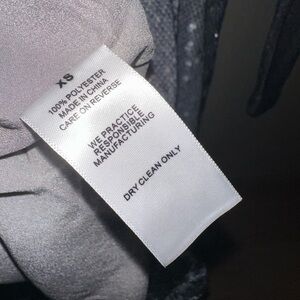 XS
100% POLYESTER
MADE IN CHINA
CARE ON REVERSE
WE PRACTICE
RESPONSIBLE
MANUFACTURING
DRY CLEAN ONLY